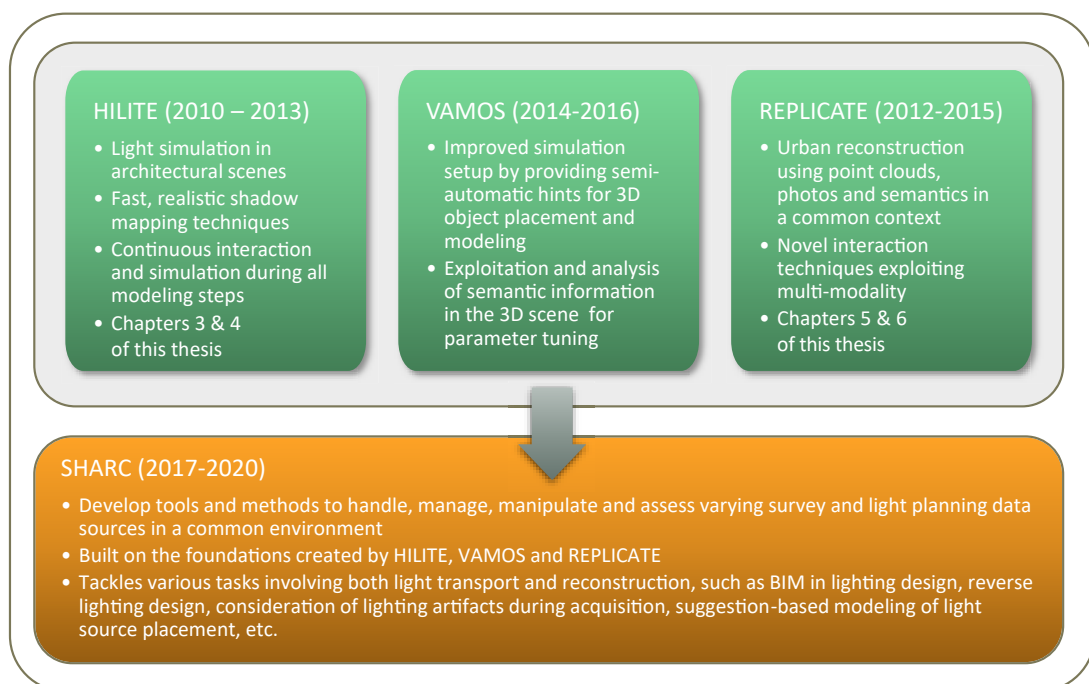 HILITE (2010 – 2013)
• Light simulation in
architectural scenes
• Fast, realistic shadow
mapping techniques
• Continuous interaction
and simulation during all
modeling steps
• Chapters 3 & 4
of this thesis
VAMOS (2014-2016)
• Improved simulation
setup by providing semi-
automatic hints for 3D
object placement and
modeling
• Exploitation and analysis
of semantic information
in the 3D scene for
parameter tuning
REPLICATE (2012-2015)
• Urban reconstruction
using point clouds,
photos and semantics in
a common context
• Novel interaction
techniques exploiting
multi-modality
• Chapters 5 & 6
of this thesis
SHARC (2017-2020)
• Develop tools and methods to handle, manage, manipulate and assess varying survey and light planning data
sources in a common environment
• Built on the foundations created by HILITE, VAMOS and REPLICATE
• Tackles various tasks involving both light transport and reconstruction, such as BIM in lighting design, reverse
lighting design, consideration of lighting artifacts during acquisition, suggestion-based modeling of light
source placement, etc.